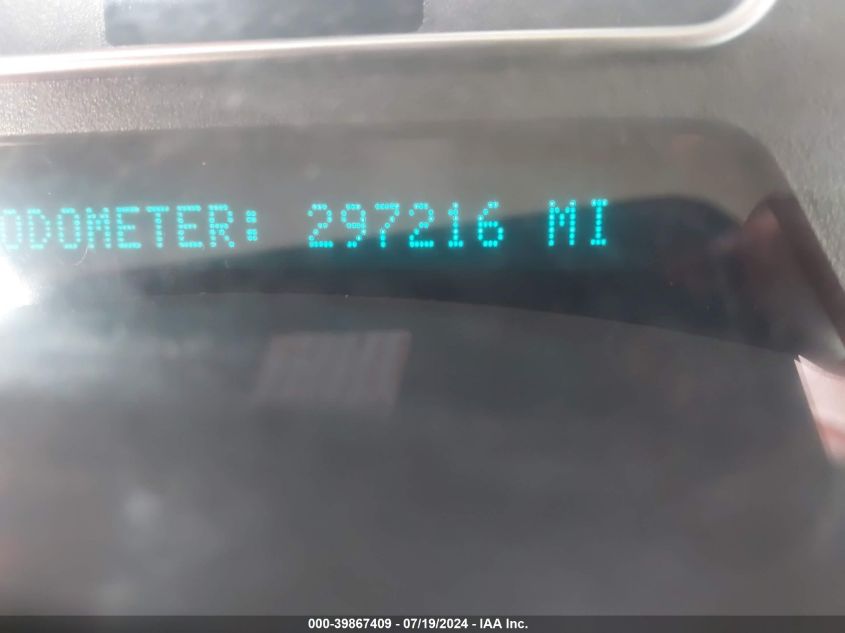 ODOMETER: 297216 MI
000-39867409 - 07/19/2024 - IAA Inc.